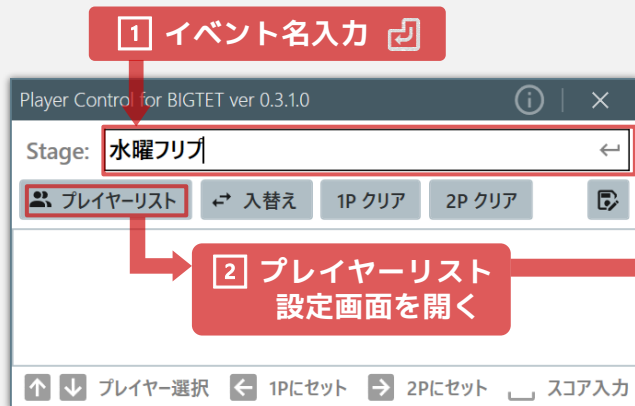 1 イベント名入力
Player Control for BIGTET ver 0.3.1.0
Stage: 水曜フリプ
プレイヤーリスト 入替え 1P クリア 2P クリア
2 プレイヤーリスト
設定画面を開く
↑ ↓ プレイヤー選択 ← 1Pにセット → 2Pにセット スコア入力